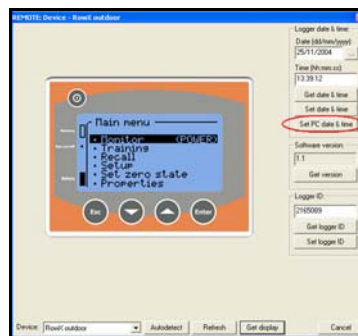 REMOTE: Device - RowiX outdoor
Logger date & time:
Date (dd/mm/yyyy)
25/11/2004
...
Time (hh:mm:ss)
13:39:12
Get date & time
Set date & time
Set PC date & time
Software version:
1.1
Get version
Logger ID:
2165009
Get logger ID
Set logger ID
Main menu
Monitor (POWER)
Training
Recall
Setup
Set zero state
Properties
Esc
Enter
Device:
RowiX outdoor
Autodetect
Refresh
Get display
Cancel